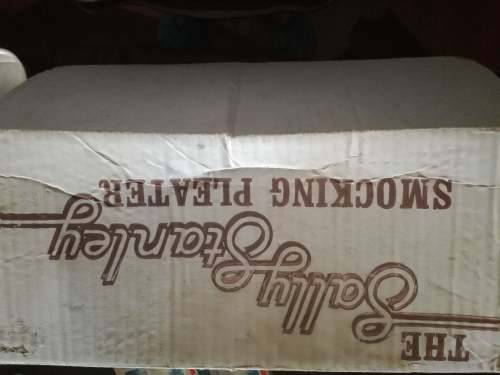 THE
Sally
Stanley
SMOCKING PLEATER